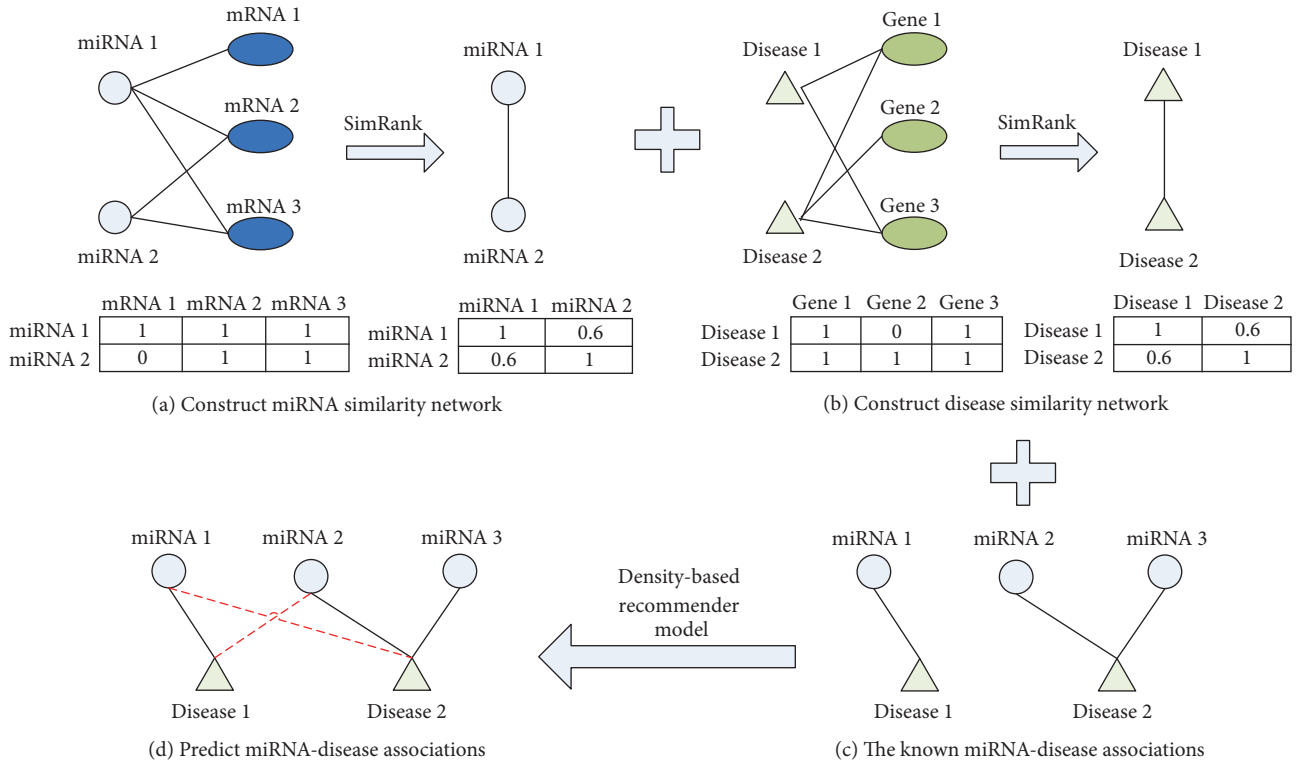 mRNA 1
miRNA 1
mRNA 2
mRNA 3
miRNA 2
SimRank
miRNA 1
miRNA 2
Gene 1
Disease 1
Gene 2
Gene 3
Disease 2
SimRank
Disease 1
Disease 2
mRNA 1 mRNA 2 mRNA 3
miRNA 1 1 1 1
miRNA 2 0 1 1
miRNA 1 miRNA 2
miRNA 1 1 0.6
miRNA 2 0.6 1
Gene 1 Gene 2 Gene 3
Disease 1 1 0 1
Disease 2 1 1 1
Disease 1 Disease 2
Disease 1 1 0.6
Disease 2 0.6 1
(a) Construct miRNA similarity network
(b) Construct disease similarity network
miRNA 1 miRNA 2 miRNA 3
Disease 1 Disease 2
(d) Predict miRNA-disease associations
Density-based
recommender
model
miRNA 1 miRNA 2 miRNA 3
Disease 1 Disease 2
(c) The known miRNA-disease associations